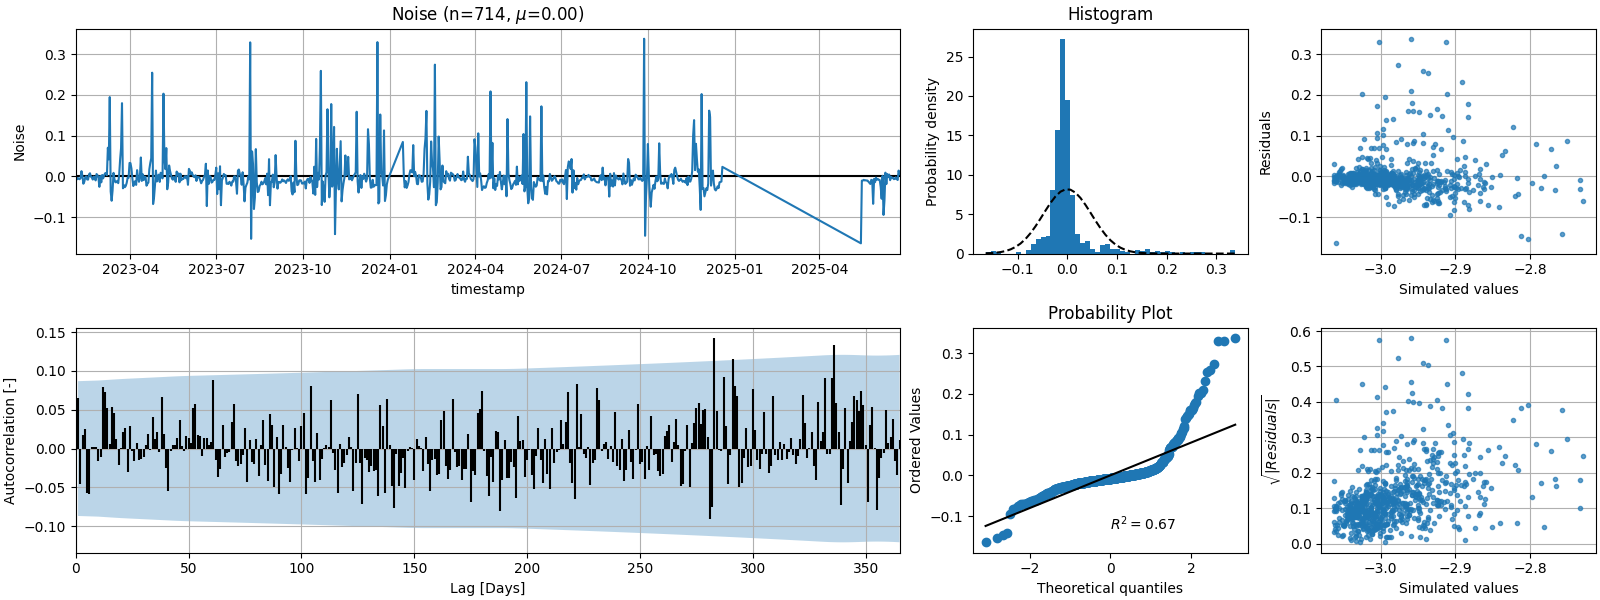 Noise (n=714, μ=0.00)
Noise
0.3
0.2
0.1
0.0
−0.1
2023-04 2023-07 2023-10 2024-01 2024-04 2024-07 2024-10 2025-01 2025-04
timestamp
Histogram
Probability density
25
20
15
10
5
0
−0.1 0.0 0.1 0.2 0.3
Residuals
0.3
0.2
0.1
0.0
−0.1
−3.0 −2.9 −2.8
Simulated values
Autocorrelation [-]
0.15
0.10
0.05
0.00
−0.05
−0.10
0 50 100 150 200 250 300 350
Lag [Days]
Probability Plot
Ordered Values
0.3
0.2
0.1
0.0
−0.1
R² = 0.67
−2 0 2
Theoretical quantiles
√|Residuals|
0.6
0.5
0.4
0.3
0.2
0.1
0.0
−3.0 −2.9 −2.8
Simulated values